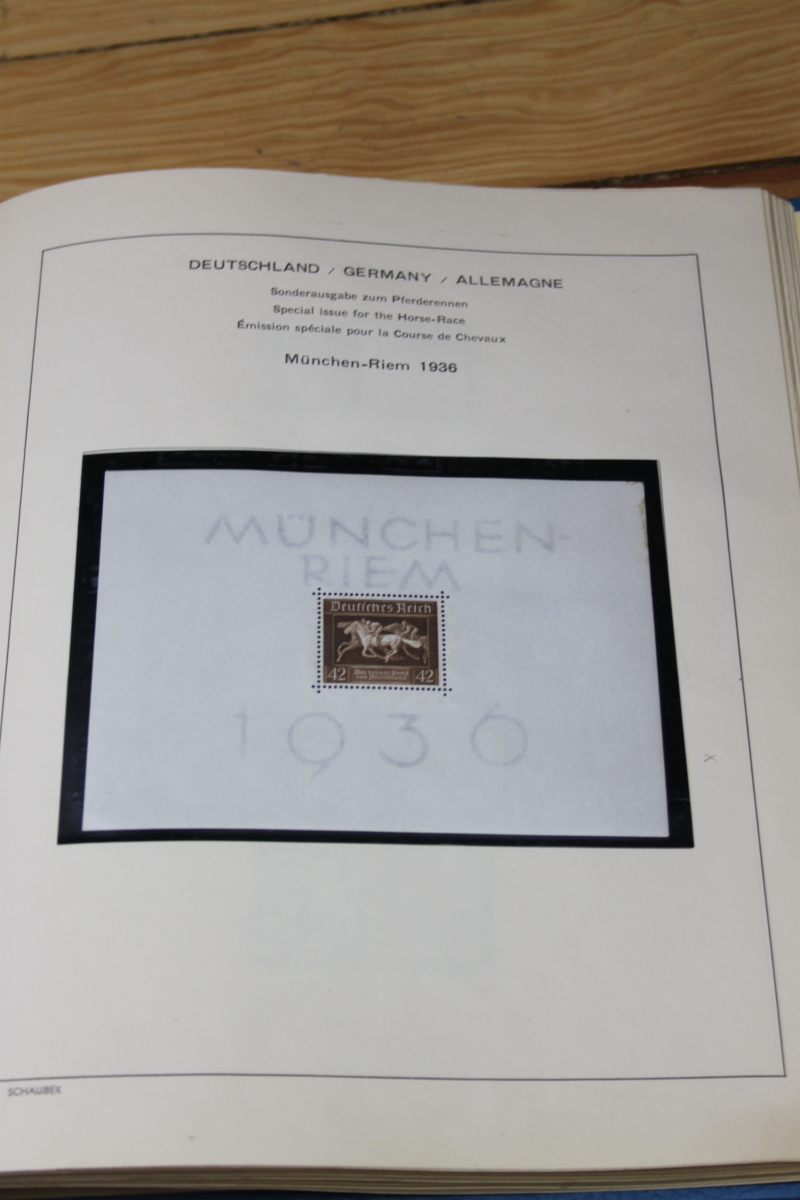 DEUTSCHLAND / GERMANY / ALLEMAGNE
Sonderausgabe zum Pferderennen
Special issue for the Horse-Race
Émission spéciale pour la Course de Chevaux
München-Riem 1936
MÜNCHEN-
RIEM
Deutsches Reich
42 42
1936
SCHAUBEK